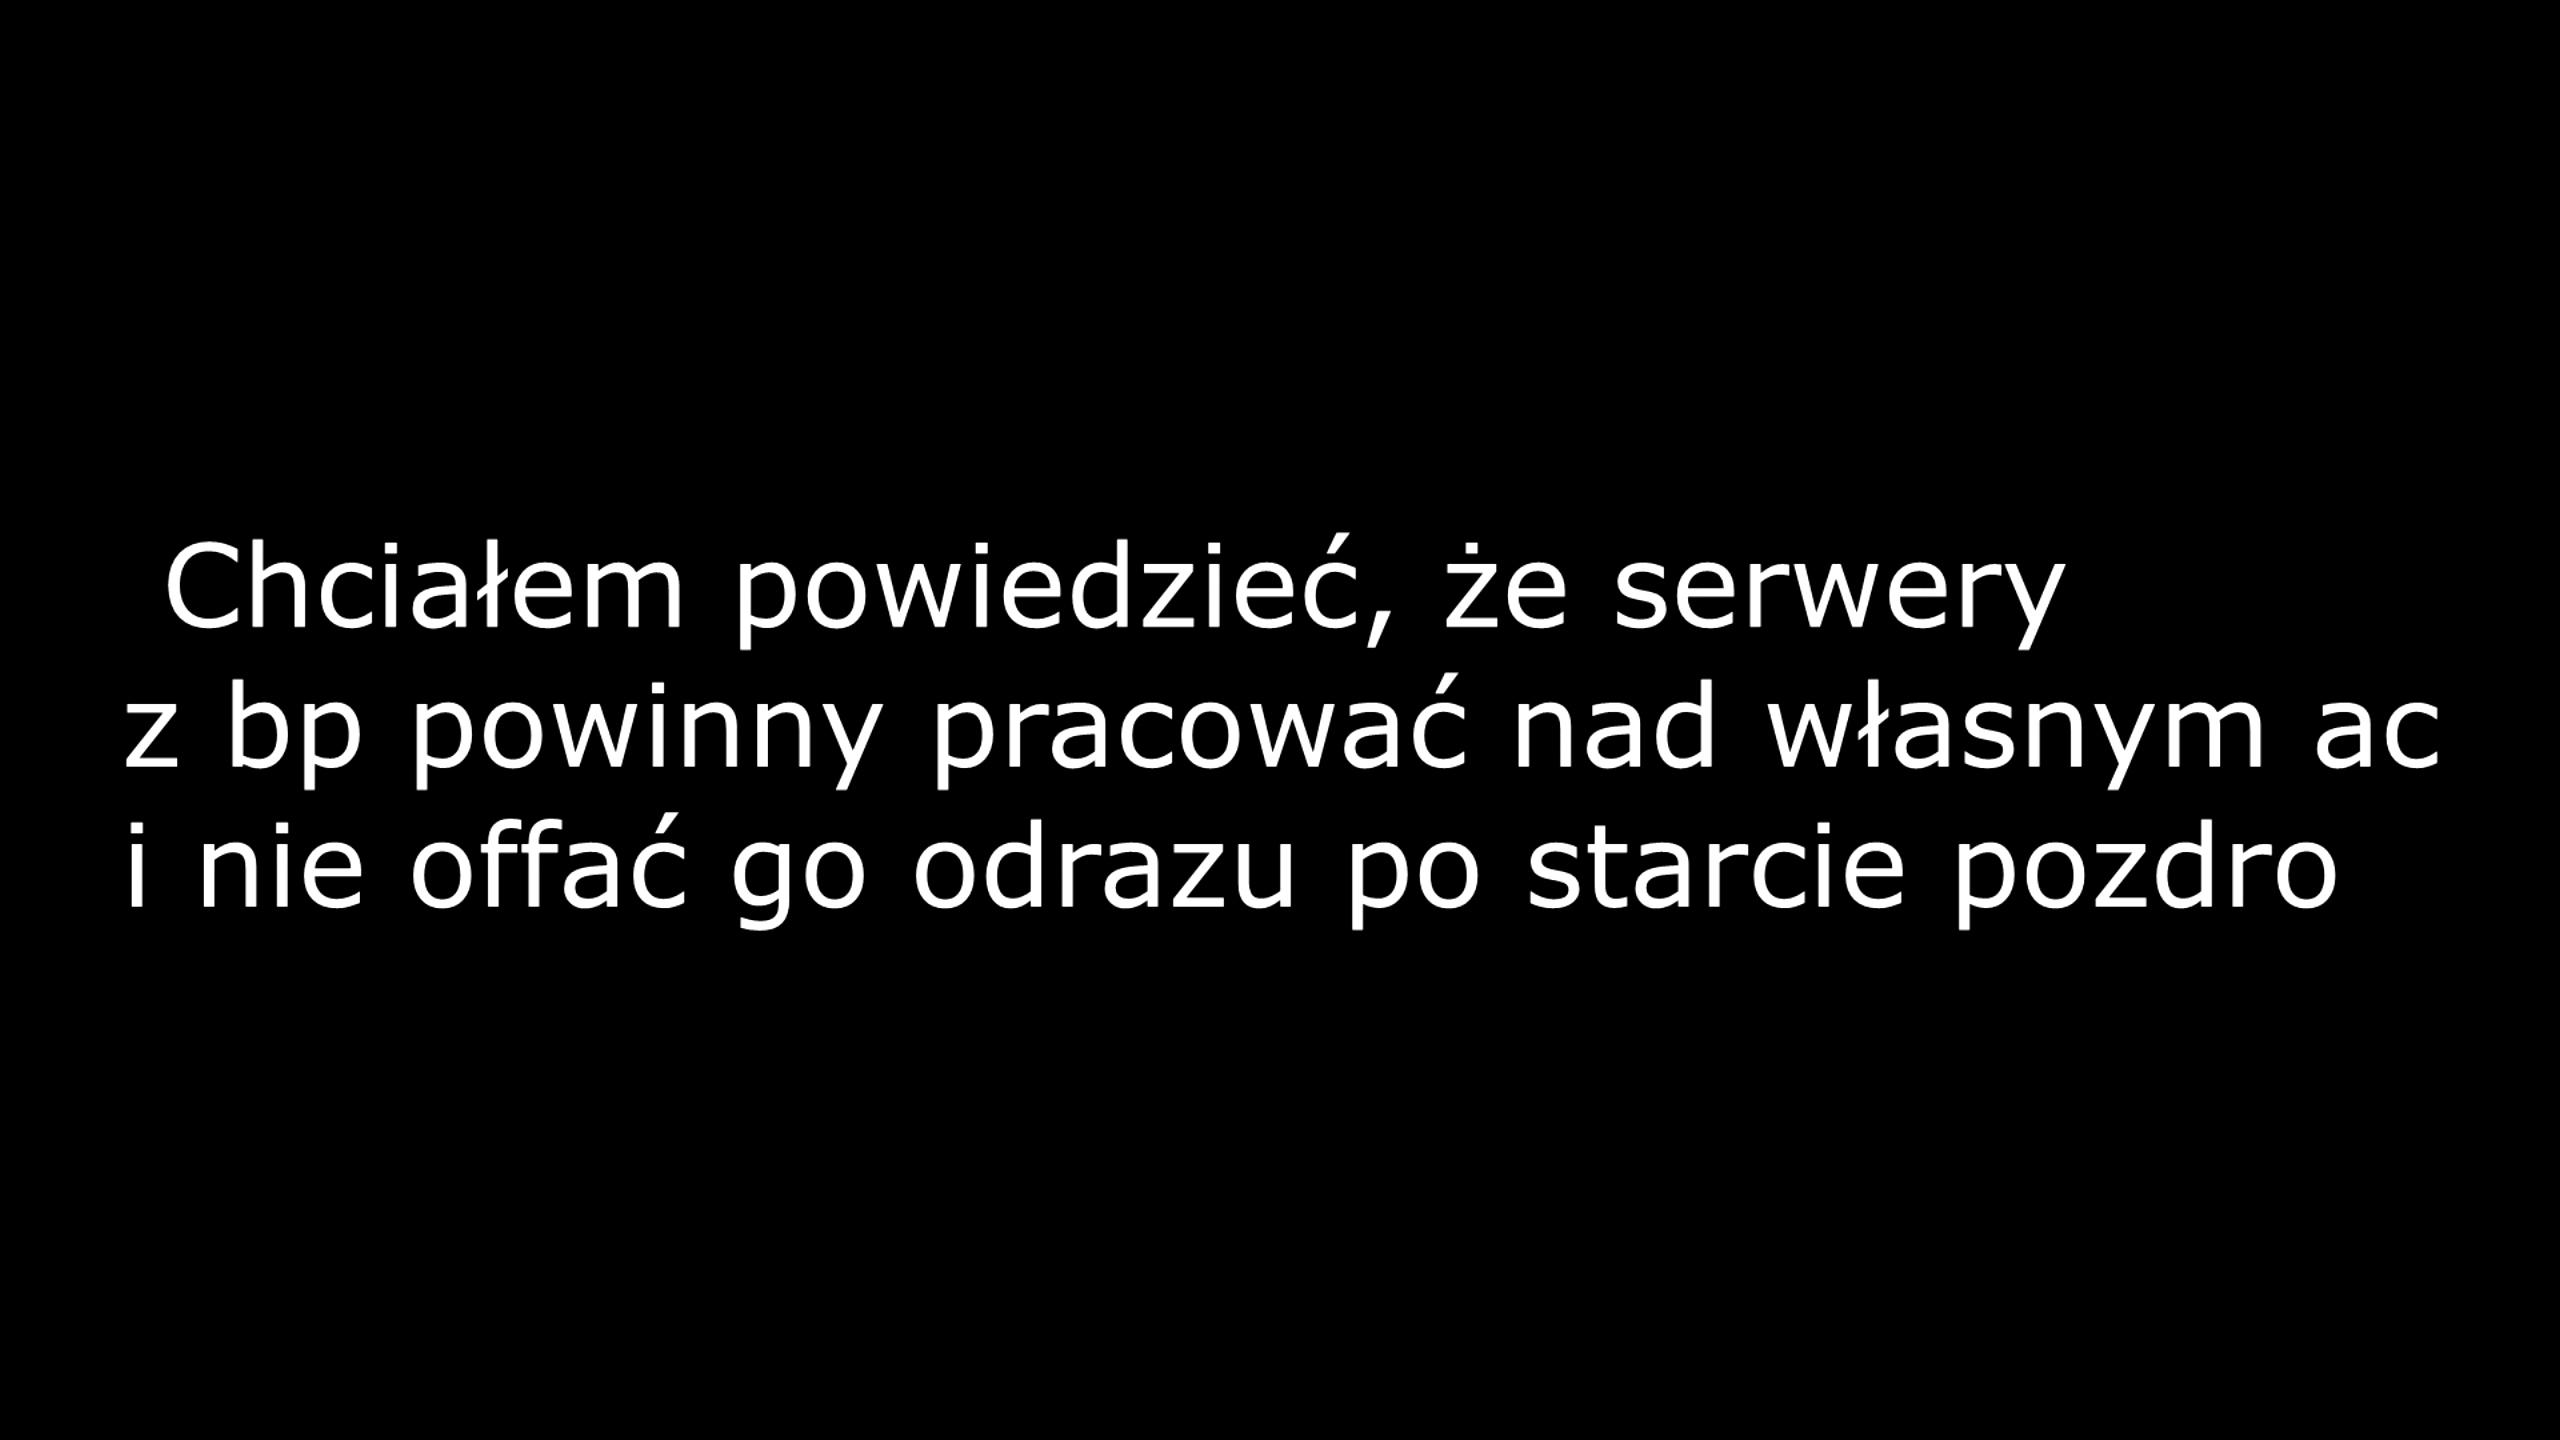 Chciałem powiedzieć, że serwery
z bp powinny pracować nad własnym ac
i nie offać go odrazu po starcie pozdro